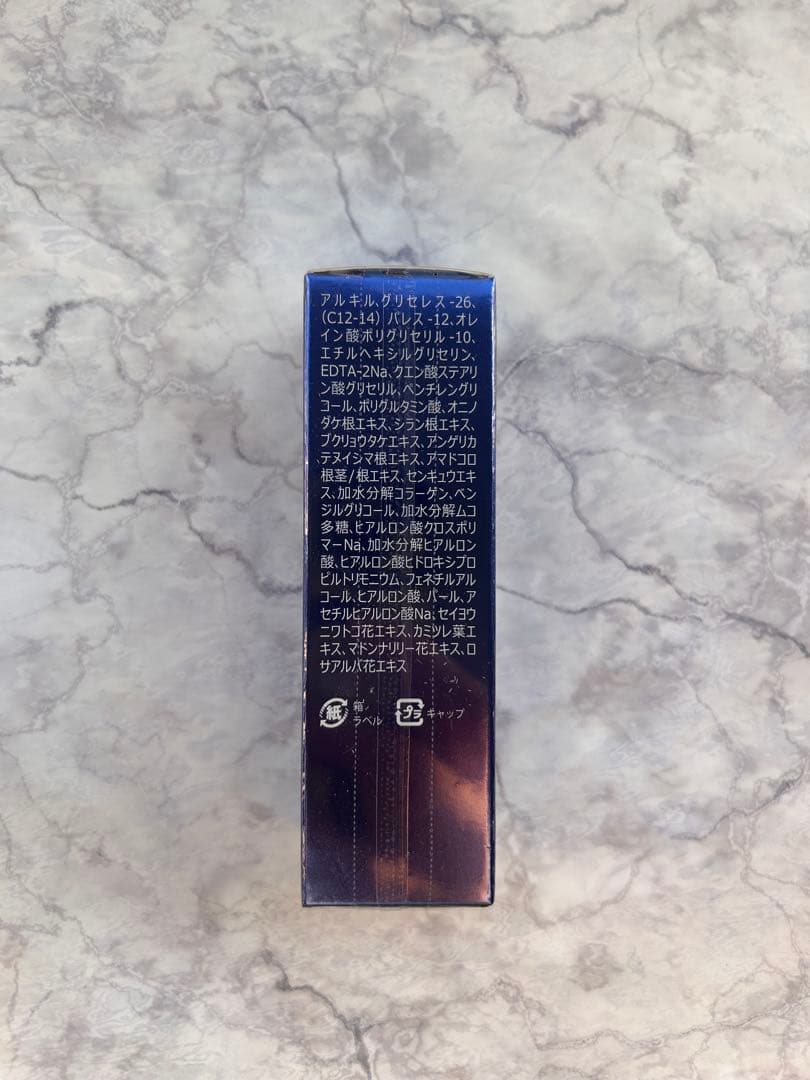 アルキル、グリセレス-26、
(C12-14) パレス-12、オレ
イン酸ポリグリセリル-10、
エチルヘキシルグリセリン、
EDTA-2Na、クエン酸ステアリ
ン酸グリセリル、ペンチレングリ
コール、ポリグルタミン酸、オニノ
ダケ根エキス、シラン根エキス、
ブクリョウタケエキス、アンゲリカ
テヌイシマ根エキス、アマドコロ
根茎/根エキス、センキュウエキ
ス、加水分解コラーゲン、ベン
ジルグリコール、加水分解ムコ
多糖、ヒアルロン酸クロスポリ
マーNa、加水分解ヒアルロン
酸、ヒアルロン酸ヒドロキシプロ
ピルトリモニウム、フェネチルアル
コール、ヒアルロン酸、パール、ア
セチルヒアルロン酸Na、セイヨウ
ニワトコ花エキス、カミツレ葉エ
キス、マドンナリリー花エキス、ロ
サアルバ花エキス
紙 箱 ラベル プラ キャップ